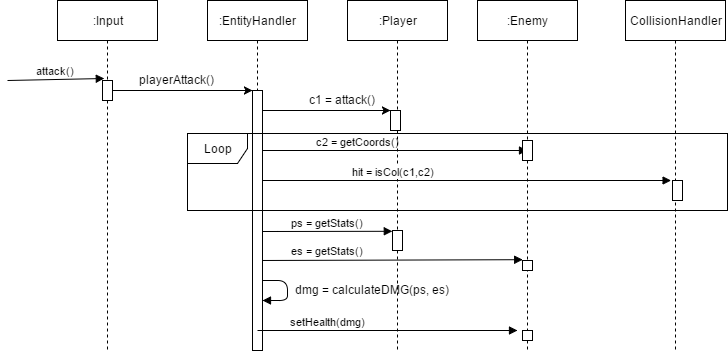 :Input
:EntityHandler
:Player
:Enemy
CollisionHandler
attack()
playerAttack()
c1 = attack()
Loop
c2 = getCoords()
hit = isCol(c1,c2)
ps = getStats()
es = getStats()
dmg = calculateDMG(ps, es)
setHealth(dmg)